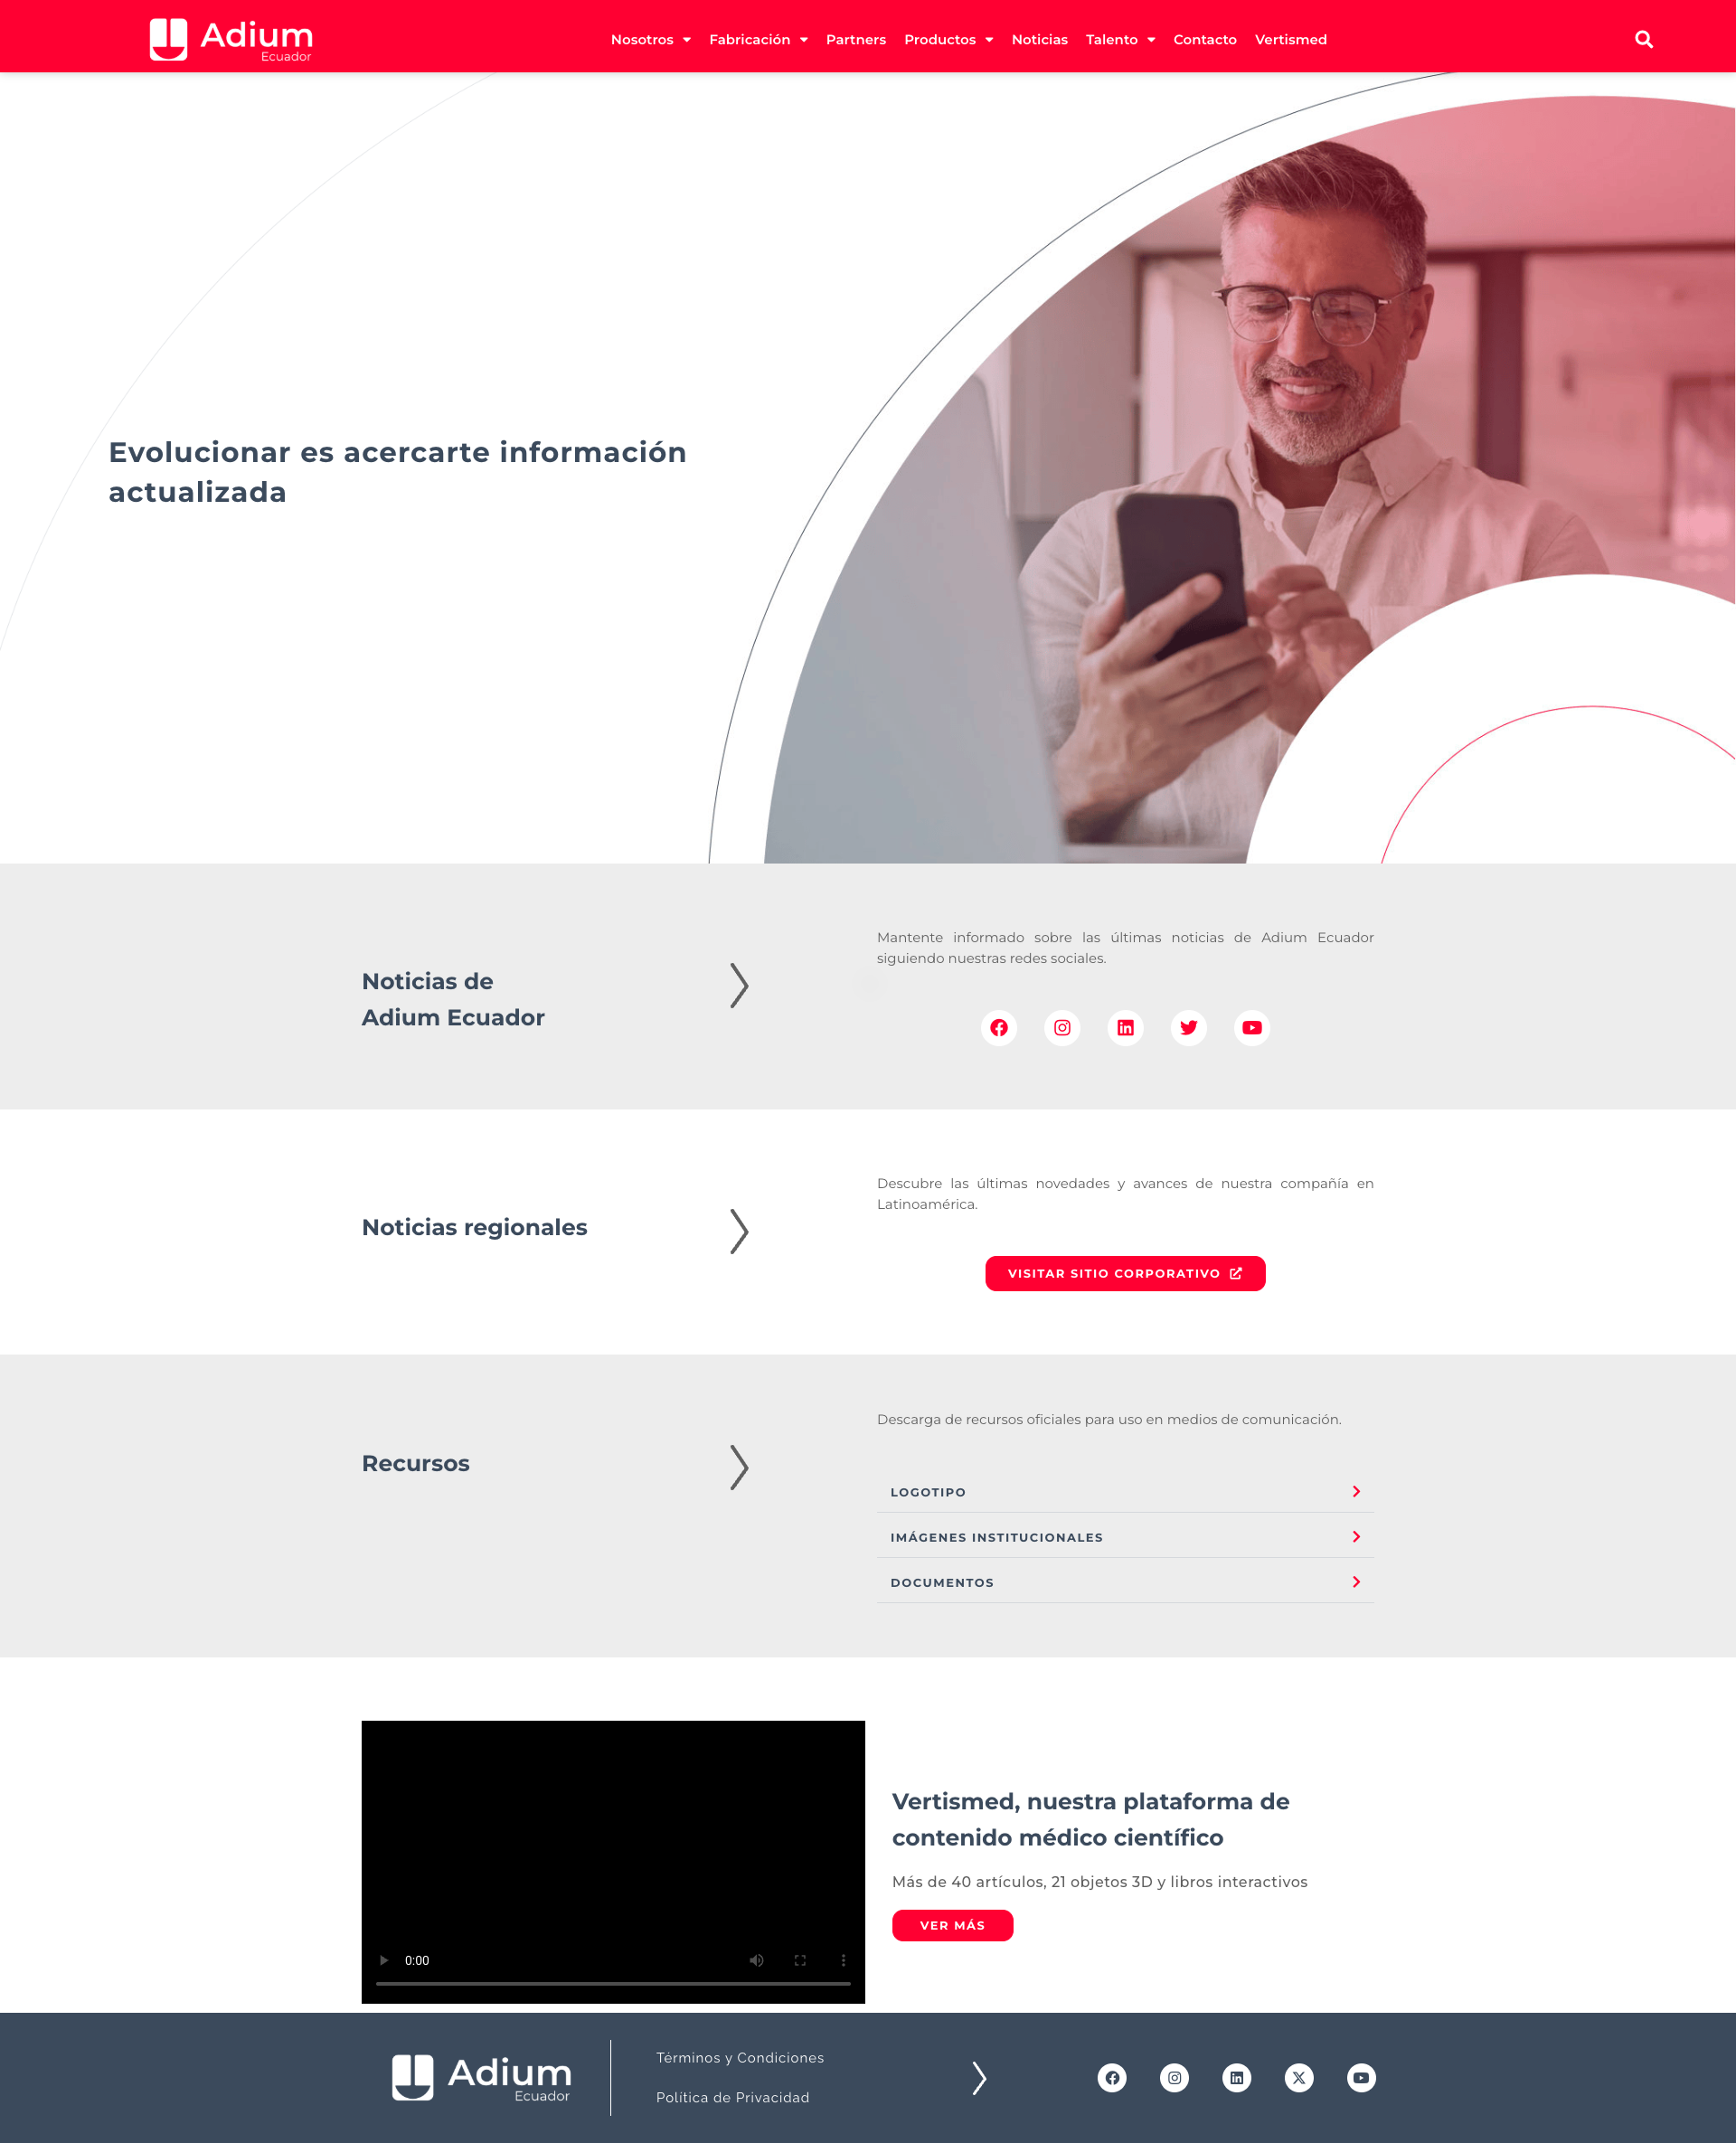 Adium
Ecuador
Nosotros Fabricación Partners Productos Noticias Talento Contacto Vertismed
Evolucionar es acercarte información
actualizada
Noticias de
Adium Ecuador
Mantente informado sobre las últimas noticias de Adium Ecuador
siguiendo nuestras redes sociales.
Noticias regionales
Descubre las últimas novedades y avances de nuestra compañía en
Latinoamérica.
VISITAR SITIO CORPORATIVO
Recursos
Descarga de recursos oficiales para uso en medios de comunicación.
LOGOTIPO
IMÁGENES INSTITUCIONALES
DOCUMENTOS
0:00
Vertismed, nuestra plataforma de
contenido médico científico
Más de 40 artículos, 21 objetos 3D y libros interactivos
VER MÁS
Adium
Ecuador
Términos y Condiciones
Política de Privacidad